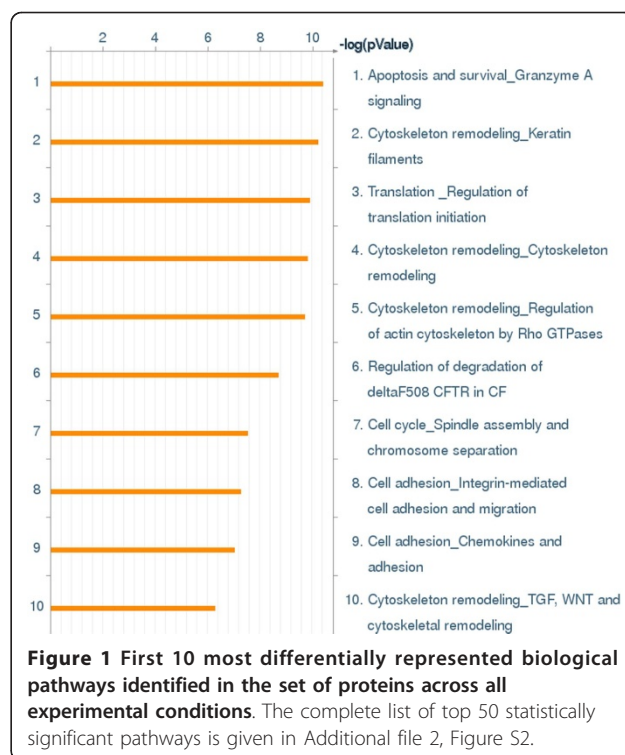 2 4 6 8 10
-log(pValue)
1
1. Apoptosis and survival_Granzyme A
signaling
2
2. Cytoskeleton remodeling_Keratin
filaments
3
3. Translation _Regulation of
translation initiation
4
4. Cytoskeleton remodeling_Cytoskeleton
remodeling
5
5. Cytoskeleton remodeling_Regulation
of actin cytoskeleton by Rho GTPases
6
6. Regulation of degradation of
deltaF508 CFTR in CF
7
7. Cell cycle_Spindle assembly and
chromosome separation
8
8. Cell adhesion_Integrin-mediated
cell adhesion and migration
9
9. Cell adhesion_Chemokines and
adhesion
10
10. Cytoskeleton remodeling_TGF, WNT and
cytoskeletal remodeling
Figure 1 First 10 most differentially represented biological
pathways identified in the set of proteins across all
experimental conditions. The complete list of top 50 statistically
significant pathways is given in Additional file 2, Figure S2.